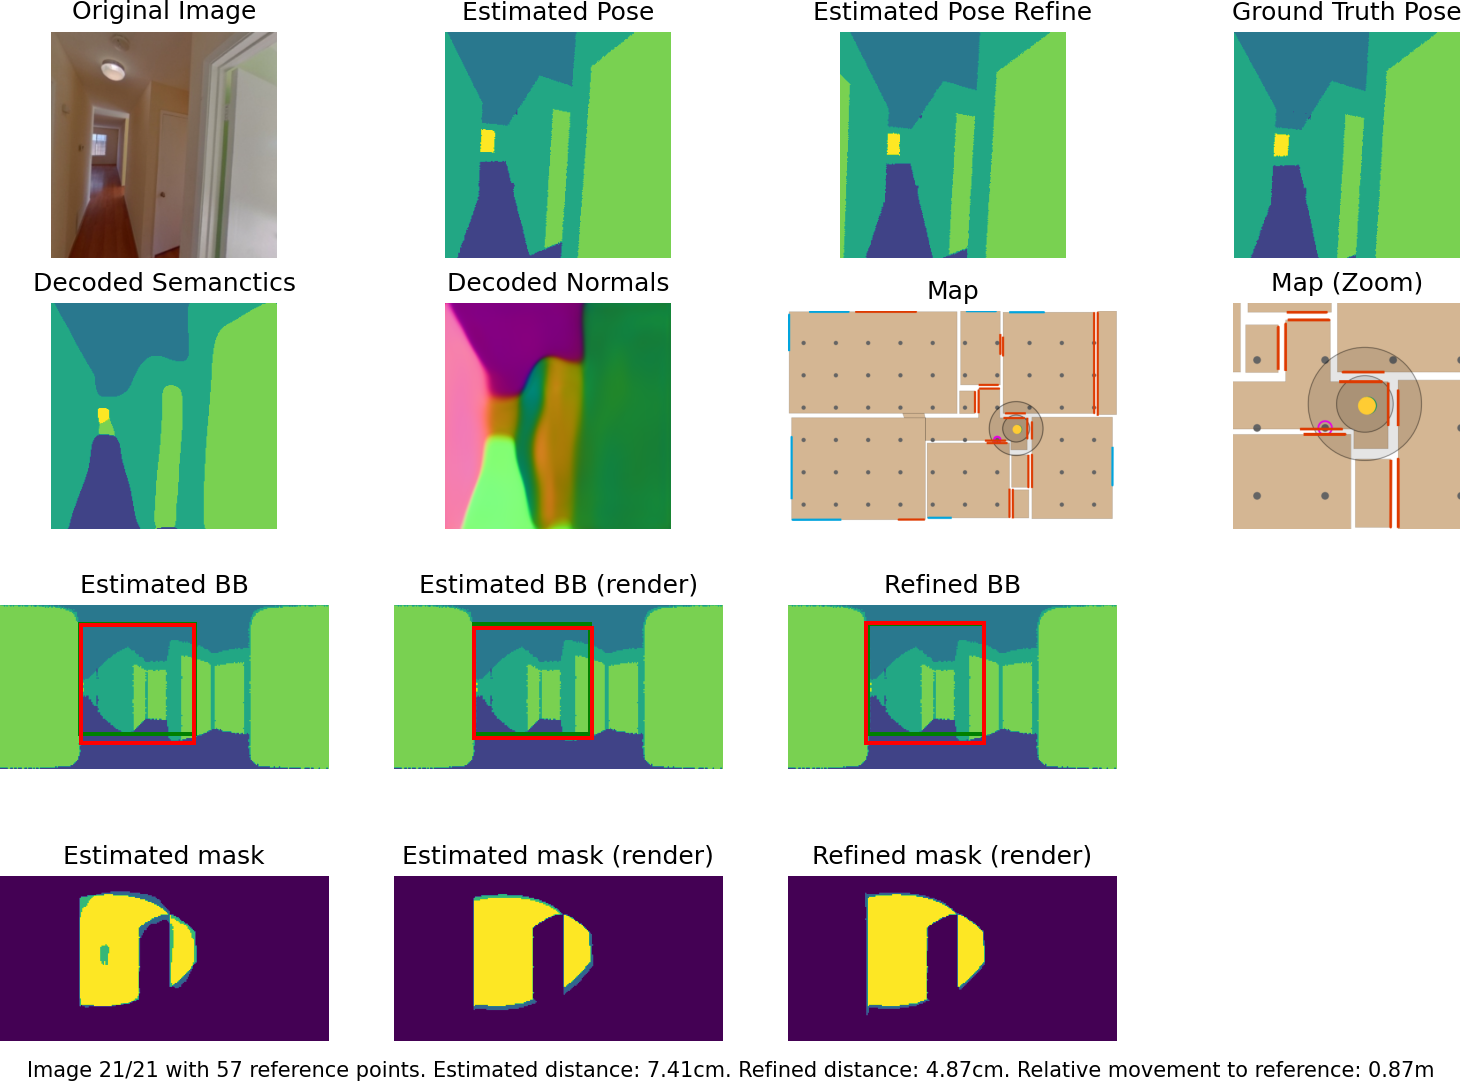 Original Image
Estimated Pose
Estimated Pose Refine
Ground Truth Pose
Decoded Semanctics
Decoded Normals
Map
Map (Zoom)
Estimated BB
Estimated BB (render)
Refined BB
Estimated mask
Estimated mask (render)
Refined mask (render)
Image 21/21 with 57 reference points. Estimated distance: 7.41cm. Refined distance: 4.87cm. Relative movement to reference: 0.87m